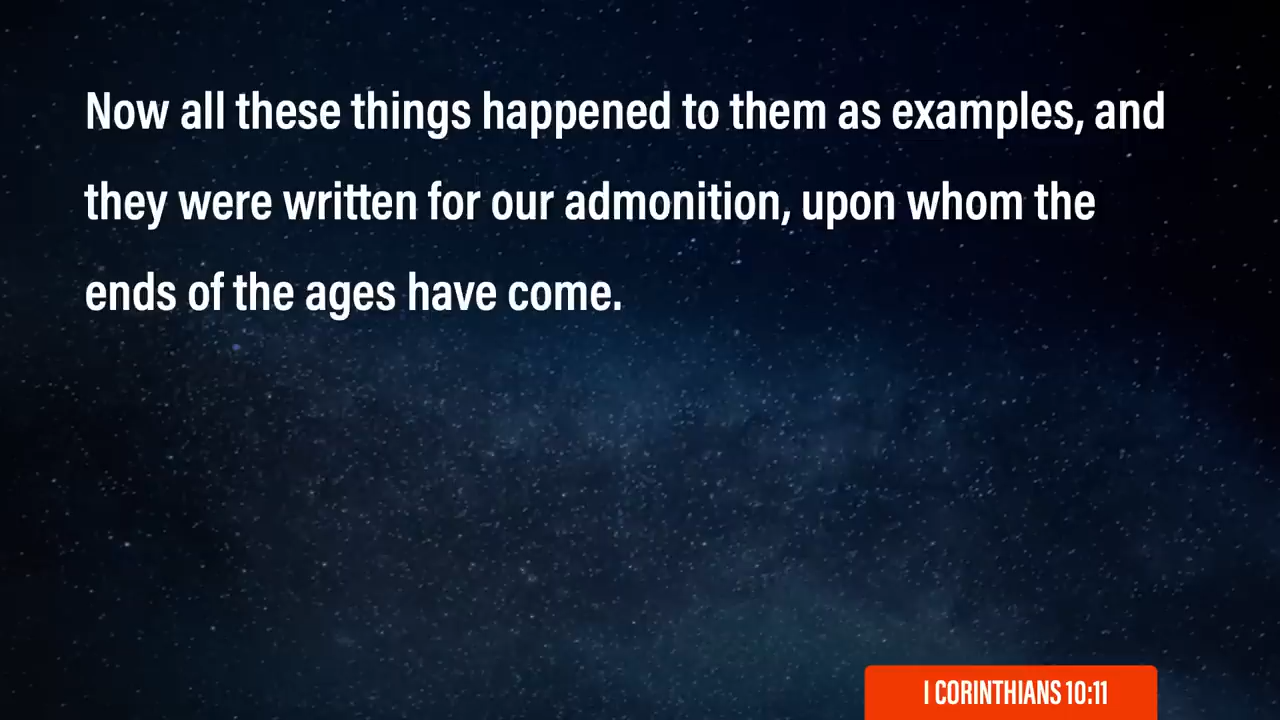 Now all these things happened to them as examples, and
they were written for our admonition, upon whom the
ends of the ages have come.
I CORINTHIANS 10:11